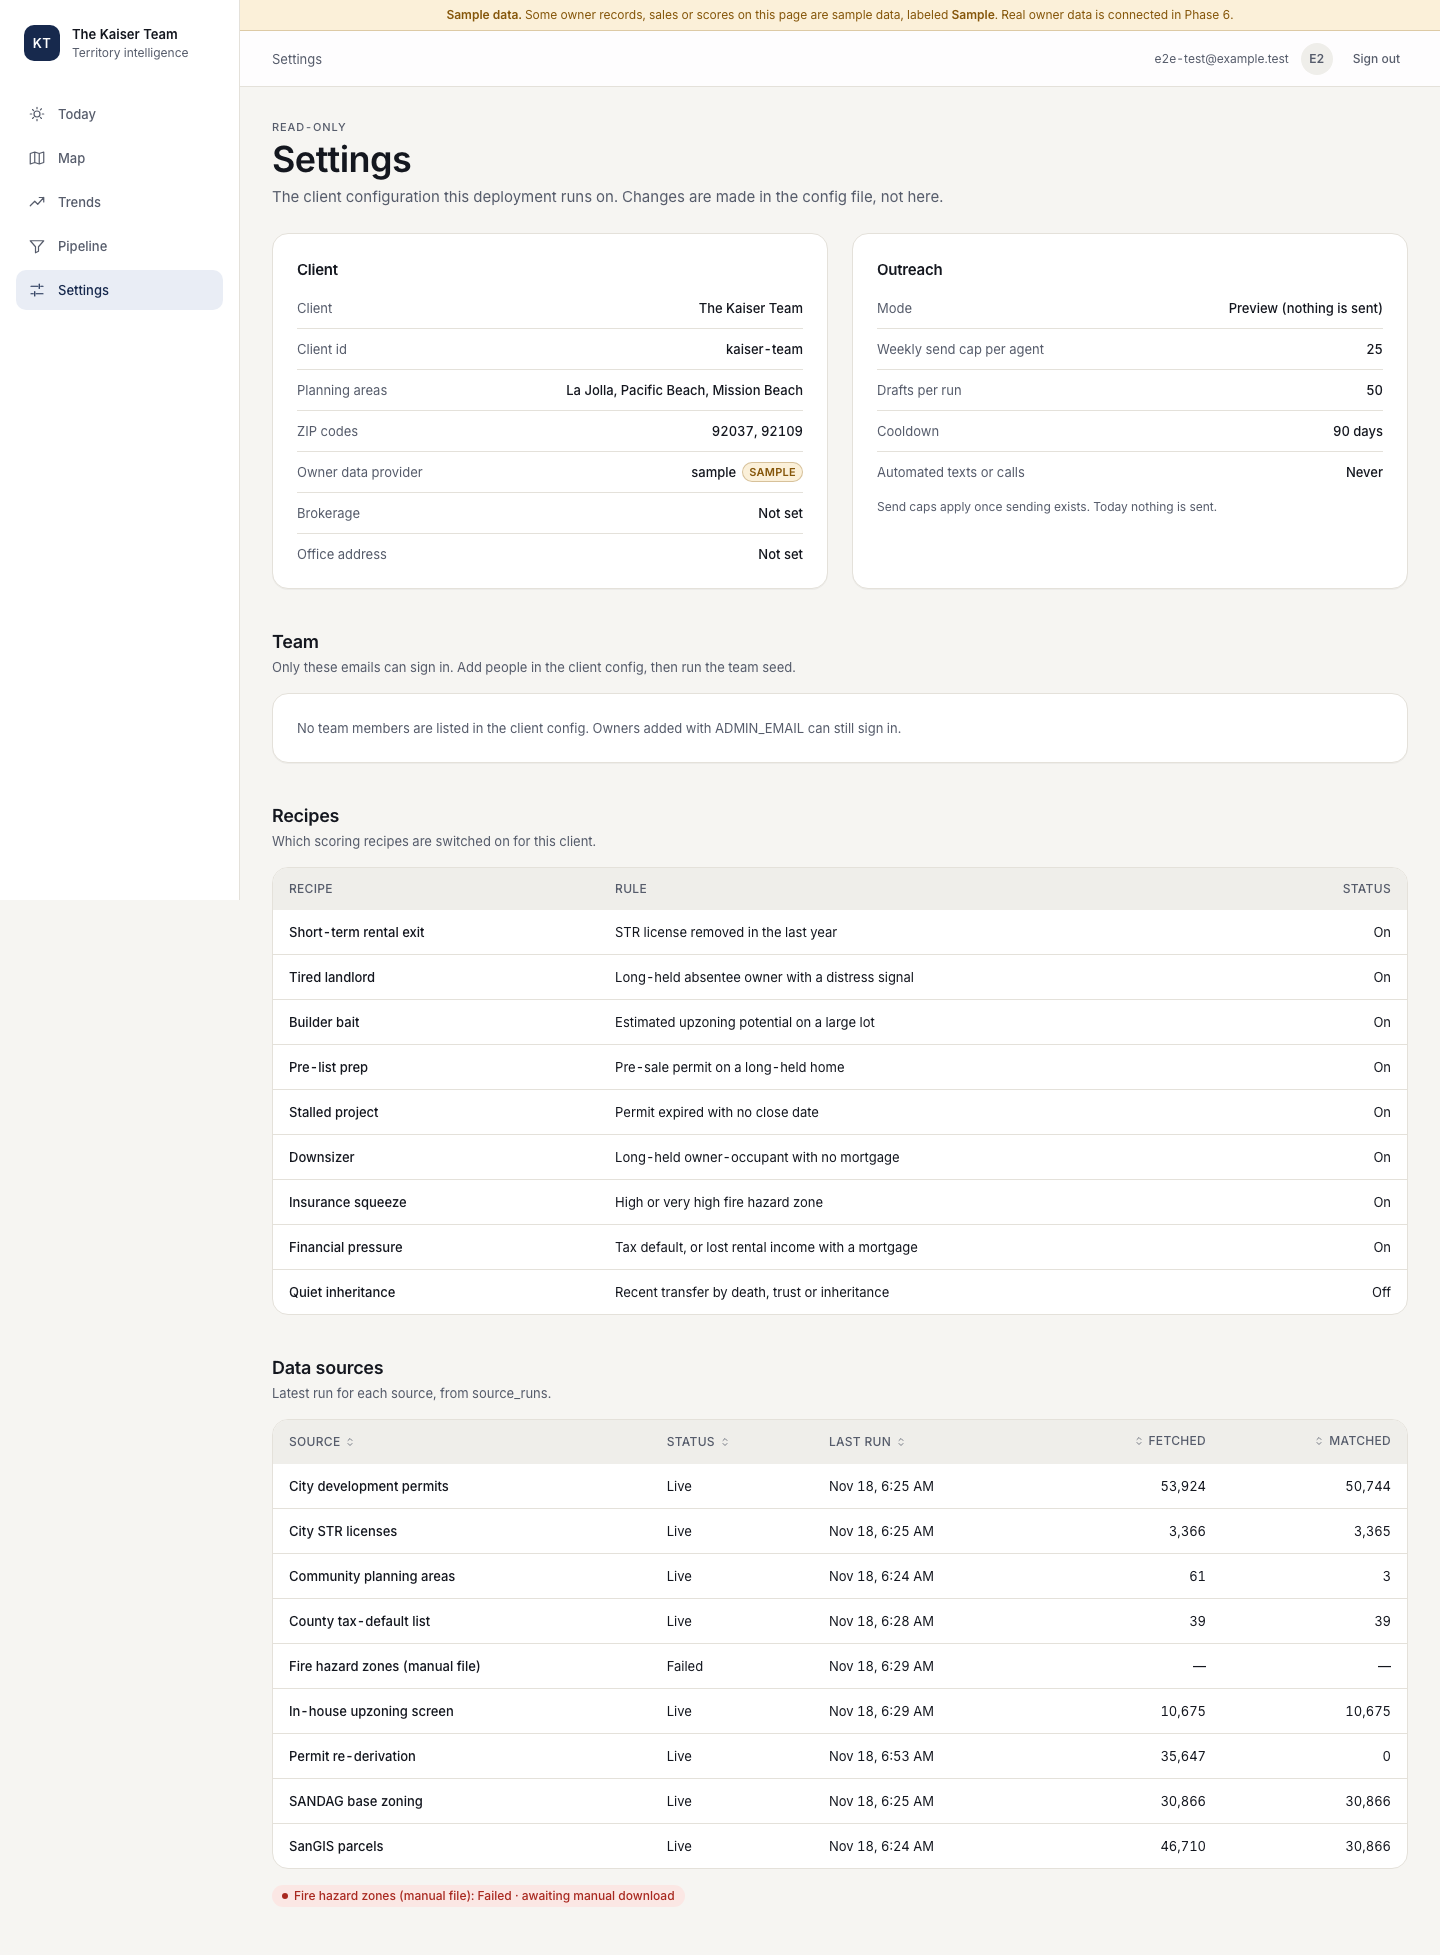 Sample data. Some owner records, sales or scores on this page are sample data, labeled Sample. Real owner data is connected in Phase 6.
KT
The Kaiser Team
Territory intelligence
Today
Map
Trends
Pipeline
Settings
Settings
e2e-test@example.test
E2
Sign out
READ-ONLY
Settings
The client configuration this deployment runs on. Changes are made in the config file, not here.
Client
Client The Kaiser Team
Client id kaiser-team
Planning areas La Jolla, Pacific Beach, Mission Beach
ZIP codes 92037, 92109
Owner data provider sample SAMPLE
Brokerage Not set
Office address Not set
Outreach
Mode Preview (nothing is sent)
Weekly send cap per agent 25
Drafts per run 50
Cooldown 90 days
Automated texts or calls Never
Send caps apply once sending exists. Today nothing is sent.
Team
Only these emails can sign in. Add people in the client config, then run the team seed.
No team members are listed in the client config. Owners added with ADMIN_EMAIL can still sign in.
Recipes
Which scoring recipes are switched on for this client.
RECIPE RULE STATUS
Short-term rental exit STR license removed in the last year On
Tired landlord Long-held absentee owner with a distress signal On
Builder bait Estimated upzoning potential on a large lot On
Pre-list prep Pre-sale permit on a long-held home On
Stalled project Permit expired with no close date On
Downsizer Long-held owner-occupant with no mortgage On
Insurance squeeze High or very high fire hazard zone On
Financial pressure Tax default, or lost rental income with a mortgage On
Quiet inheritance Recent transfer by death, trust or inheritance Off
Data sources
Latest run for each source, from source_runs.
SOURCE STATUS LAST RUN FETCHED MATCHED
City development permits Live Nov 18, 6:25 AM 53,924 50,744
City STR licenses Live Nov 18, 6:25 AM 3,366 3,365
Community planning areas Live Nov 18, 6:24 AM 61 3
County tax-default list Live Nov 18, 6:28 AM 39 39
Fire hazard zones (manual file) Failed Nov 18, 6:29 AM — —
In-house upzoning screen Live Nov 18, 6:29 AM 10,675 10,675
Permit re-derivation Live Nov 18, 6:53 AM 35,647 0
SANDAG base zoning Live Nov 18, 6:25 AM 30,866 30,866
SanGIS parcels Live Nov 18, 6:24 AM 46,710 30,866
Fire hazard zones (manual file): Failed · awaiting manual download